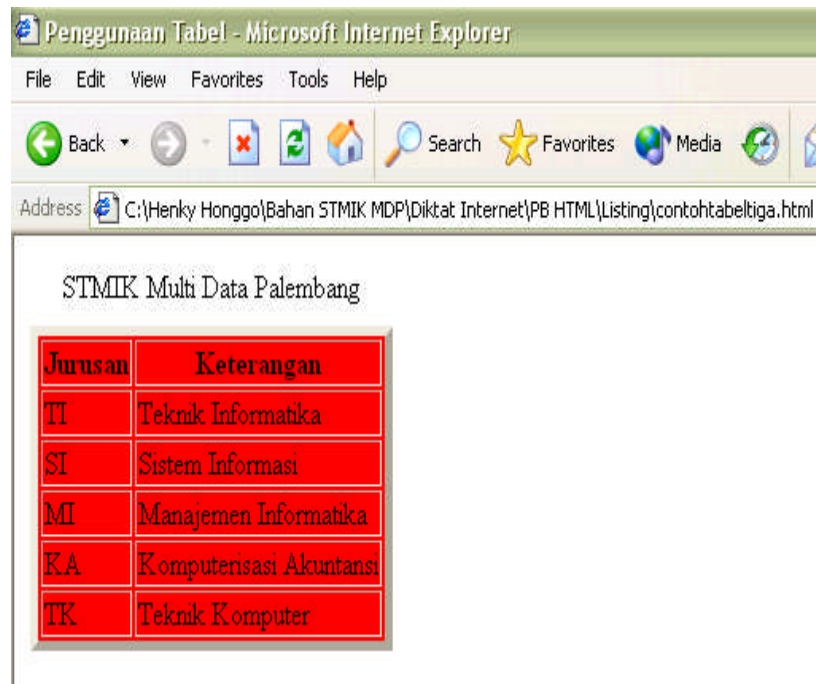 Penggunaan Tabel - Microsoft Internet Explorer
File Edit View Favorites Tools Help
Back Search Favorites Media
Address C:\Henky Honggo\Bahan STMIK MDP\Diktat Internet\PB HTML\Listing\contohtabeltiga.html
STMIK Multi Data Palembang
Jurusan Keterangan
TI Teknik Informatika
SI Sistem Informasi
MI Manajemen Informatika
KA Komputerisasi Akuntansi
TK Teknik Komputer